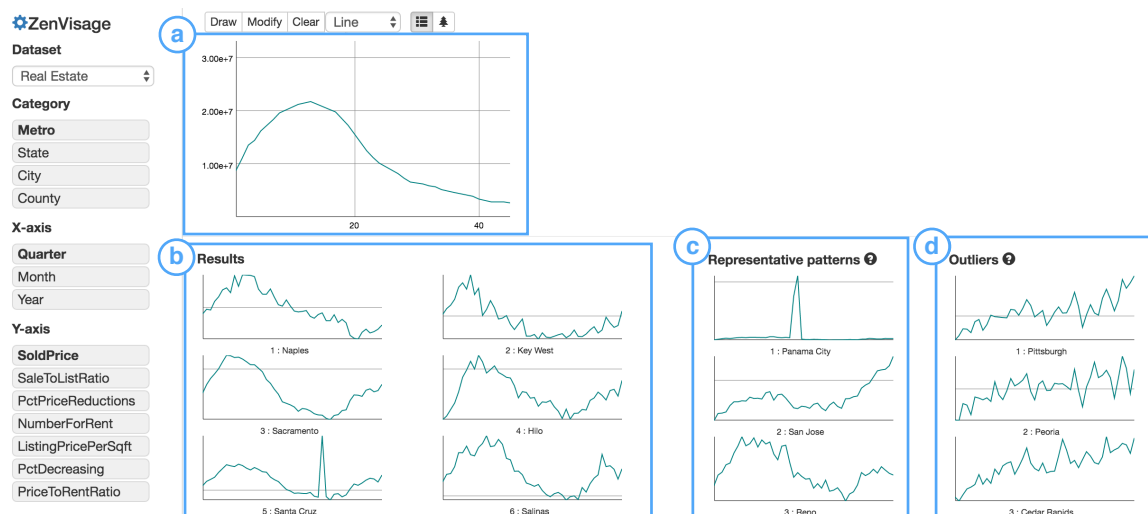 ZenVisage
Dataset
Real Estate
Category
Metro
State
City
County
X-axis
Quarter
Month
Year
Y-axis
SoldPrice
SaleToListRatio
PctPriceReductions
NumberForRent
ListingPricePerSqft
PctDecreasing
PriceToRentRatio
Draw Modify Clear Line
a
3.00e+7
2.00e+7
1.00e+7
20 40
b
Results
1 : Naples
2 : Key West
3 : Sacramento
4 : Hilo
5 : Santa Cruz
6 : Salinas
c
Representative patterns ?
1 : Panama City
2 : San Jose
3 : Reno
d
Outliers ?
1 : Pittsburgh
2 : Peoria
3 : Cedar Rapids